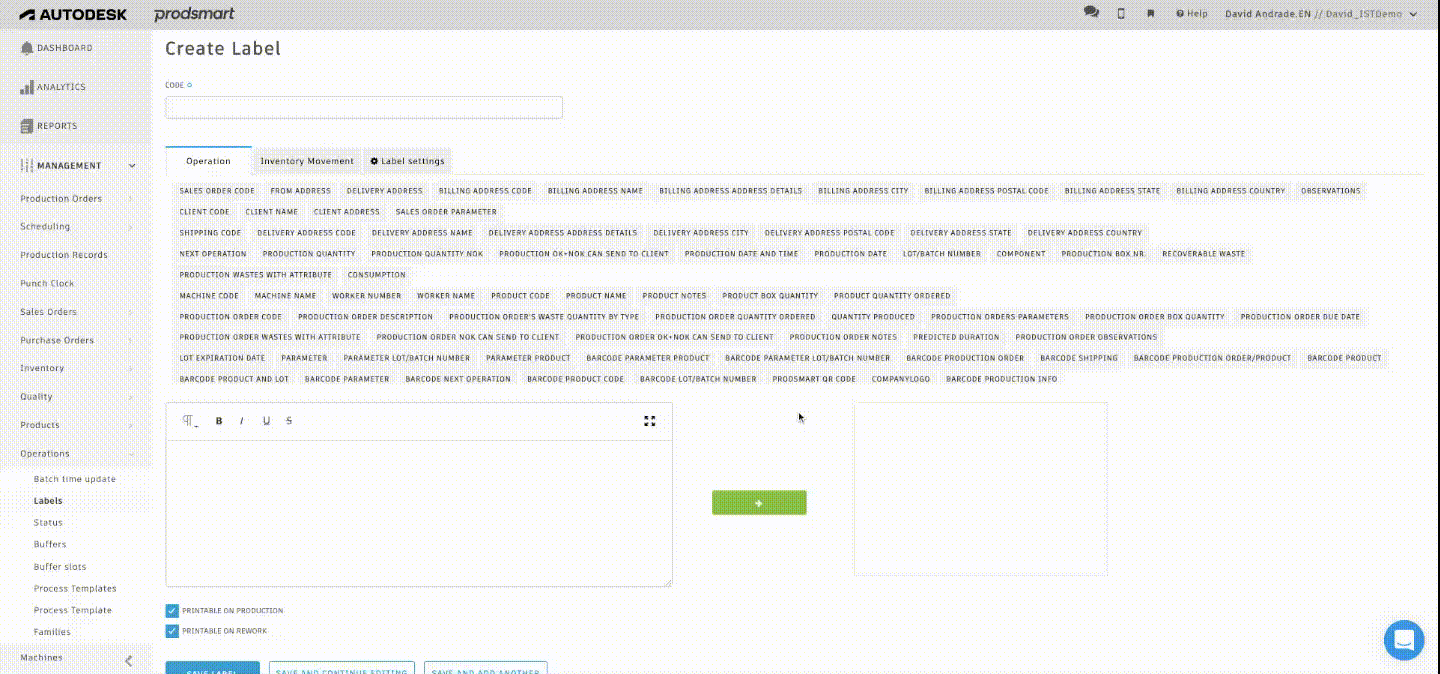 AUTODESK prodsmart Help David Andrade.EN // David_ISTDemo
DASHBOARD
ANALYTICS
REPORTS
MANAGEMENT
Production Orders
Scheduling
Production Records
Punch Clock
Sales Orders
Purchase Orders
Inventory
Quality
Products
Operations
Batch time update
Labels
Status
Buffers
Buffer slots
Process Templates
Process Template
Families
Machines
Create Label
CODE
Operation Inventory Movement Label settings
SALES ORDER CODE FROM ADDRESS DELIVERY ADDRESS BILLING ADDRESS CODE BILLING ADDRESS NAME BILLING ADDRESS ADDRESS DETAILS BILLING ADDRESS CITY BILLING ADDRESS POSTAL CODE BILLING ADDRESS STATE BILLING ADDRESS COUNTRY OBSERVATIONS
CLIENT CODE CLIENT NAME CLIENT ADDRESS SALES ORDER PARAMETER
SHIPPING CODE DELIVERY ADDRESS CODE DELIVERY ADDRESS NAME DELIVERY ADDRESS ADDRESS DETAILS DELIVERY ADDRESS CITY DELIVERY ADDRESS POSTAL CODE DELIVERY ADDRESS STATE DELIVERY ADDRESS COUNTRY
NEXT OPERATION PRODUCTION QUANTITY PRODUCTION QUANTITY NOK PRODUCTION OK+NOK CAN SEND TO CLIENT PRODUCTION DATE AND TIME PRODUCTION DATE LOT/BATCH NUMBER COMPONENT PRODUCTION BOX NR. RECOVERABLE WASTE
PRODUCTION WASTES WITH ATTRIBUTE CONSUMPTION
MACHINE CODE MACHINE NAME WORKER NUMBER WORKER NAME PRODUCT CODE PRODUCT NAME PRODUCT NOTES PRODUCT BOX QUANTITY PRODUCT QUANTITY ORDERED
PRODUCTION ORDER CODE PRODUCTION ORDER DESCRIPTION PRODUCTION ORDER'S WASTE QUANTITY BY TYPE PRODUCTION ORDER QUANTITY ORDERED QUANTITY PRODUCED PRODUCTION ORDERS PARAMETERS PRODUCTION ORDER BOX QUANTITY PRODUCTION ORDER DUE DATE
PRODUCTION ORDER WASTES WITH ATTRIBUTE PRODUCTION ORDER NOK CAN SEND TO CLIENT PRODUCTION ORDER OK+NOK CAN SEND TO CLIENT PRODUCTION ORDER NOTES PREDICTED DURATION PRODUCTION ORDER OBSERVATIONS
LOT EXPIRATION DATE PARAMETER PARAMETER LOT/BATCH NUMBER PARAMETER PRODUCT BARCODE PARAMETER PRODUCT BARCODE PARAMETER LOT/BATCH NUMBER BARCODE PRODUCTION ORDER BARCODE SHIPPING BARCODE PRODUCTION ORDER/PRODUCT BARCODE PRODUCT
BARCODE PRODUCT AND LOT BARCODE PARAMETER BARCODE NEXT OPERATION BARCODE PRODUCT CODE BARCODE LOT/BATCH NUMBER PRODSMART QR CODE COMPANYLOGO BARCODE PRODUCTION INFO
B I U S
PRINTABLE ON PRODUCTION
PRINTABLE ON REWORK
SAVE LABEL SAVE AND CONTINUE EDITING SAVE AND ADD ANOTHER